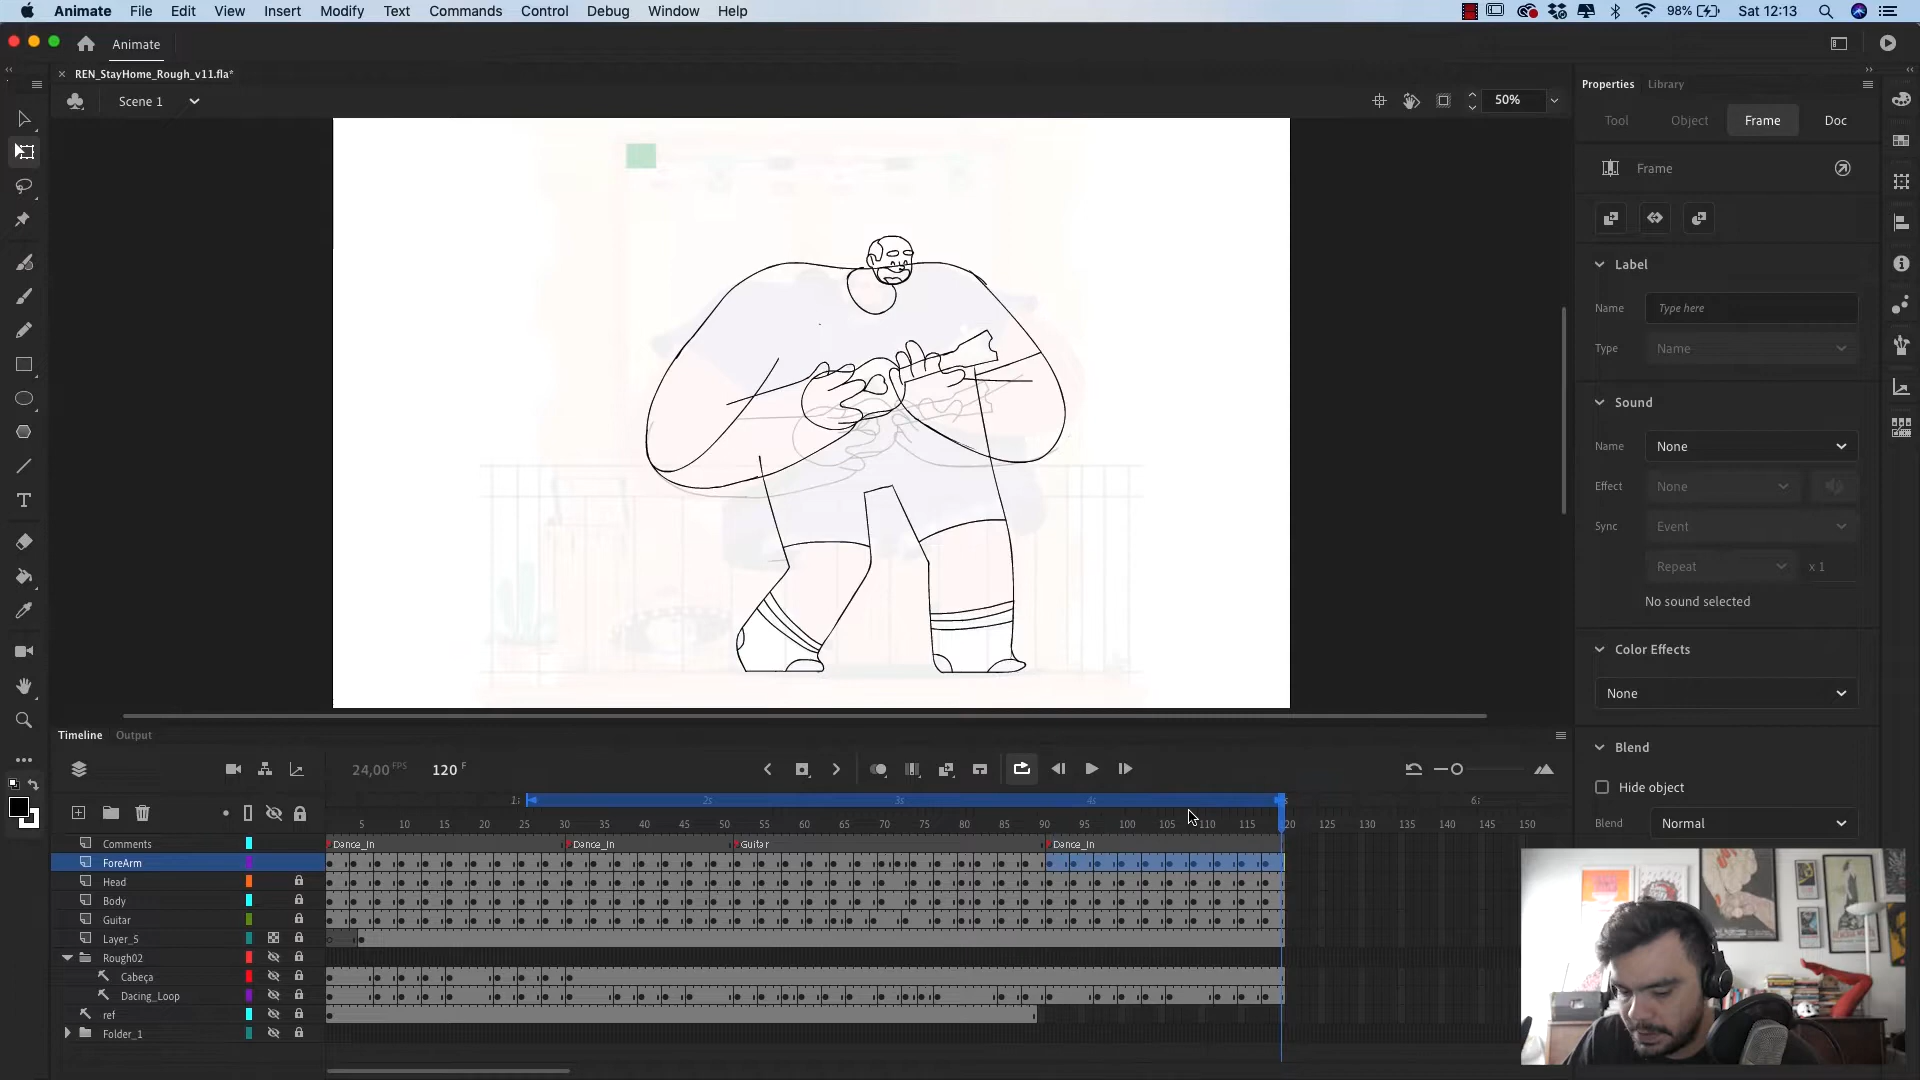 Animate File Edit View Insert Modify Text Commands Control Debug Window Help 98% Sat 12:13
Animate
REN_StayHome_Rough_v11.fla*
Scene 1 50%
Properties Library
Tool Object Frame Doc
Frame
Label
Name Type here
Type Name
Sound
Name None
Effect None
Sync Event
Repeat x 1
No sound selected
Color Effects
None
Blend
Hide object
Blend Normal
Timeline Output
24,00 FPS 120 F
1s 2s 3s 4s 6s
5 10 15 20 25 30 35 40 45 50 55 60 65 70 75 80 85 90 95 100 105 110 115 120 125 130 135 140 145 150
Comments Dance_In Dance_In Guitar Dance_In
ForeArm
Head
Body
Guitar
Layer_5
Rough02
Cabeça
Dacing_Loop
ref
Folder_1